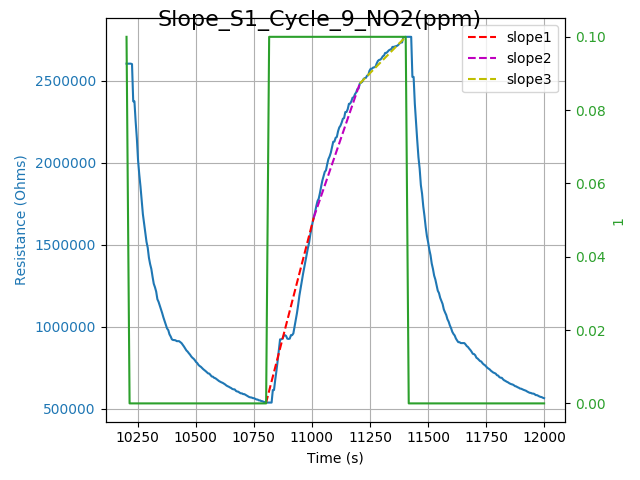 Slope_S1_Cycle_9_NO2(ppm)
slope1
slope2
slope3
2500000
2000000
1500000
1000000
500000
Resistance (Ohms)
0.10
0.08
0.06
0.04
0.02
0.00
1
10250 10500 10750 11000 11250 11500 11750 12000
Time (s)